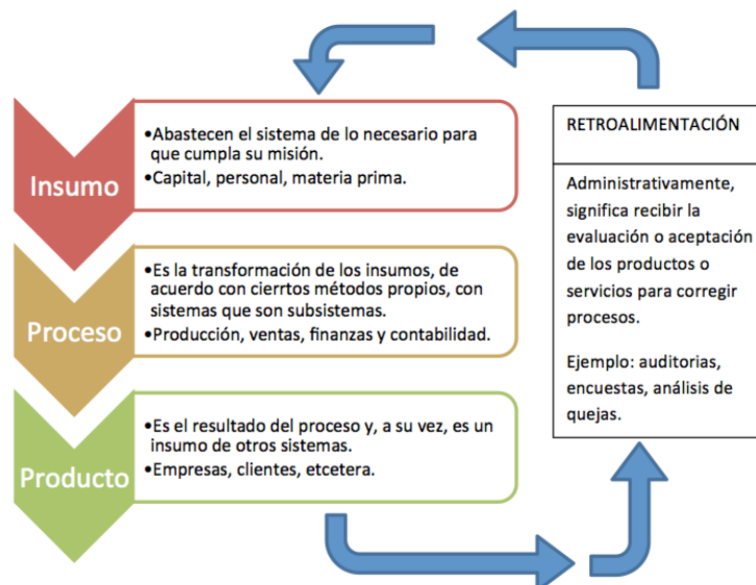 Insumo
•Abastecen el sistema de lo necesario para
que cumpla su misión.
•Capital, personal, materia prima.
Proceso
•Es la transformación de los insumos, de
acuerdo con cierrtos métodos propios, con
sistemas que son subsistemas.
•Producción, ventas, finanzas y contabilidad.
Producto
•Es el resultado del proceso y, a su vez, es un
insumo de otros sistemas.
•Empresas, clientes, etcetera.
RETROALIMENTACIÓN
Administrativamente,
significa recibir la
evaluación o aceptación
de los productos o
servicios para corregir
procesos.
Ejemplo: auditorias,
encuestas, análisis de
quejas.